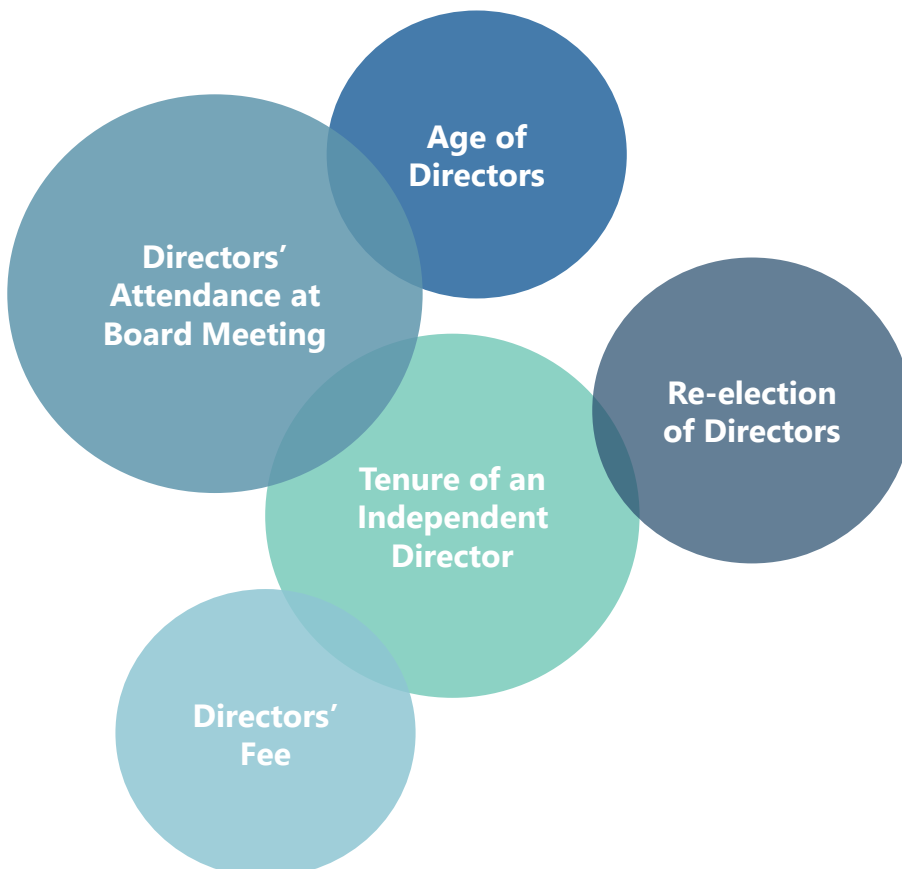 Age of
Directors
Directors’
Attendance at
Board Meeting
Re-election
of Directors
Tenure of an
Independent
Director
Directors’
Fee